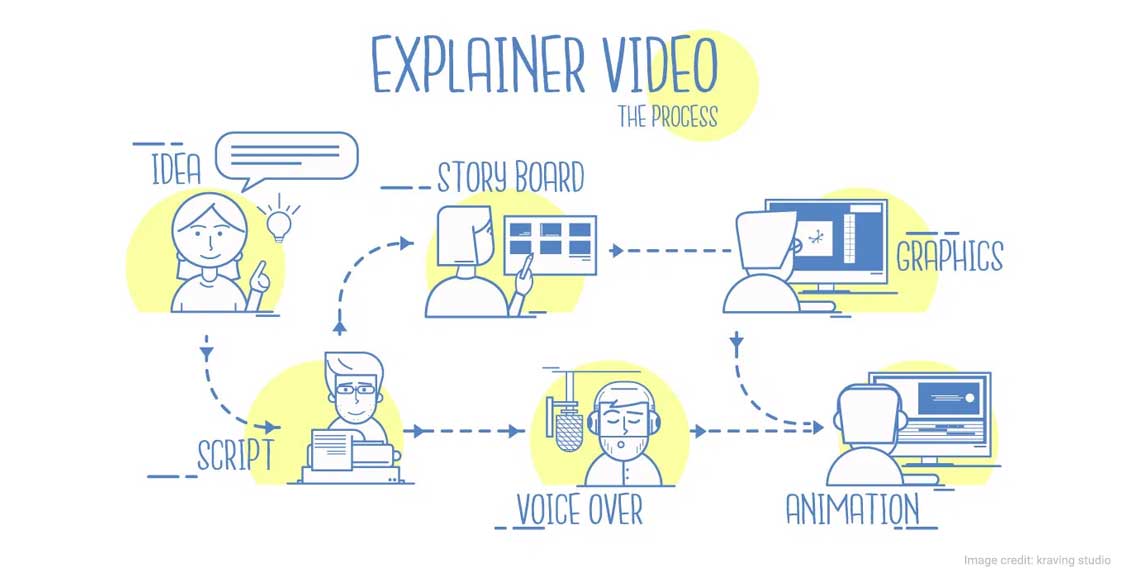 EXPLAINER VIDEO
THE PROCESS
IDEA
STORY BOARD
GRAPHICS
SCRIPT
VOICE OVER
ANIMATION
Image credit: kraving studio